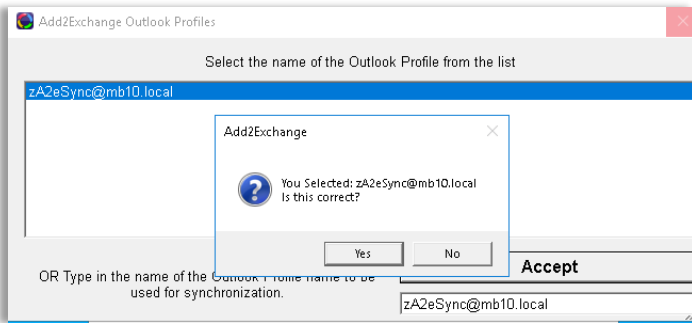 Add2Exchange Outlook Profiles
Select the name of the Outlook Profile from the list
zA2eSync@mb10.local
Add2Exchange
You Selected: zA2eSync@mb10.local
Is this correct?
Yes
No
OR Type in the name of the Outlook Profile name to be
used for synchronization.
Accept
zA2eSync@mb10.local